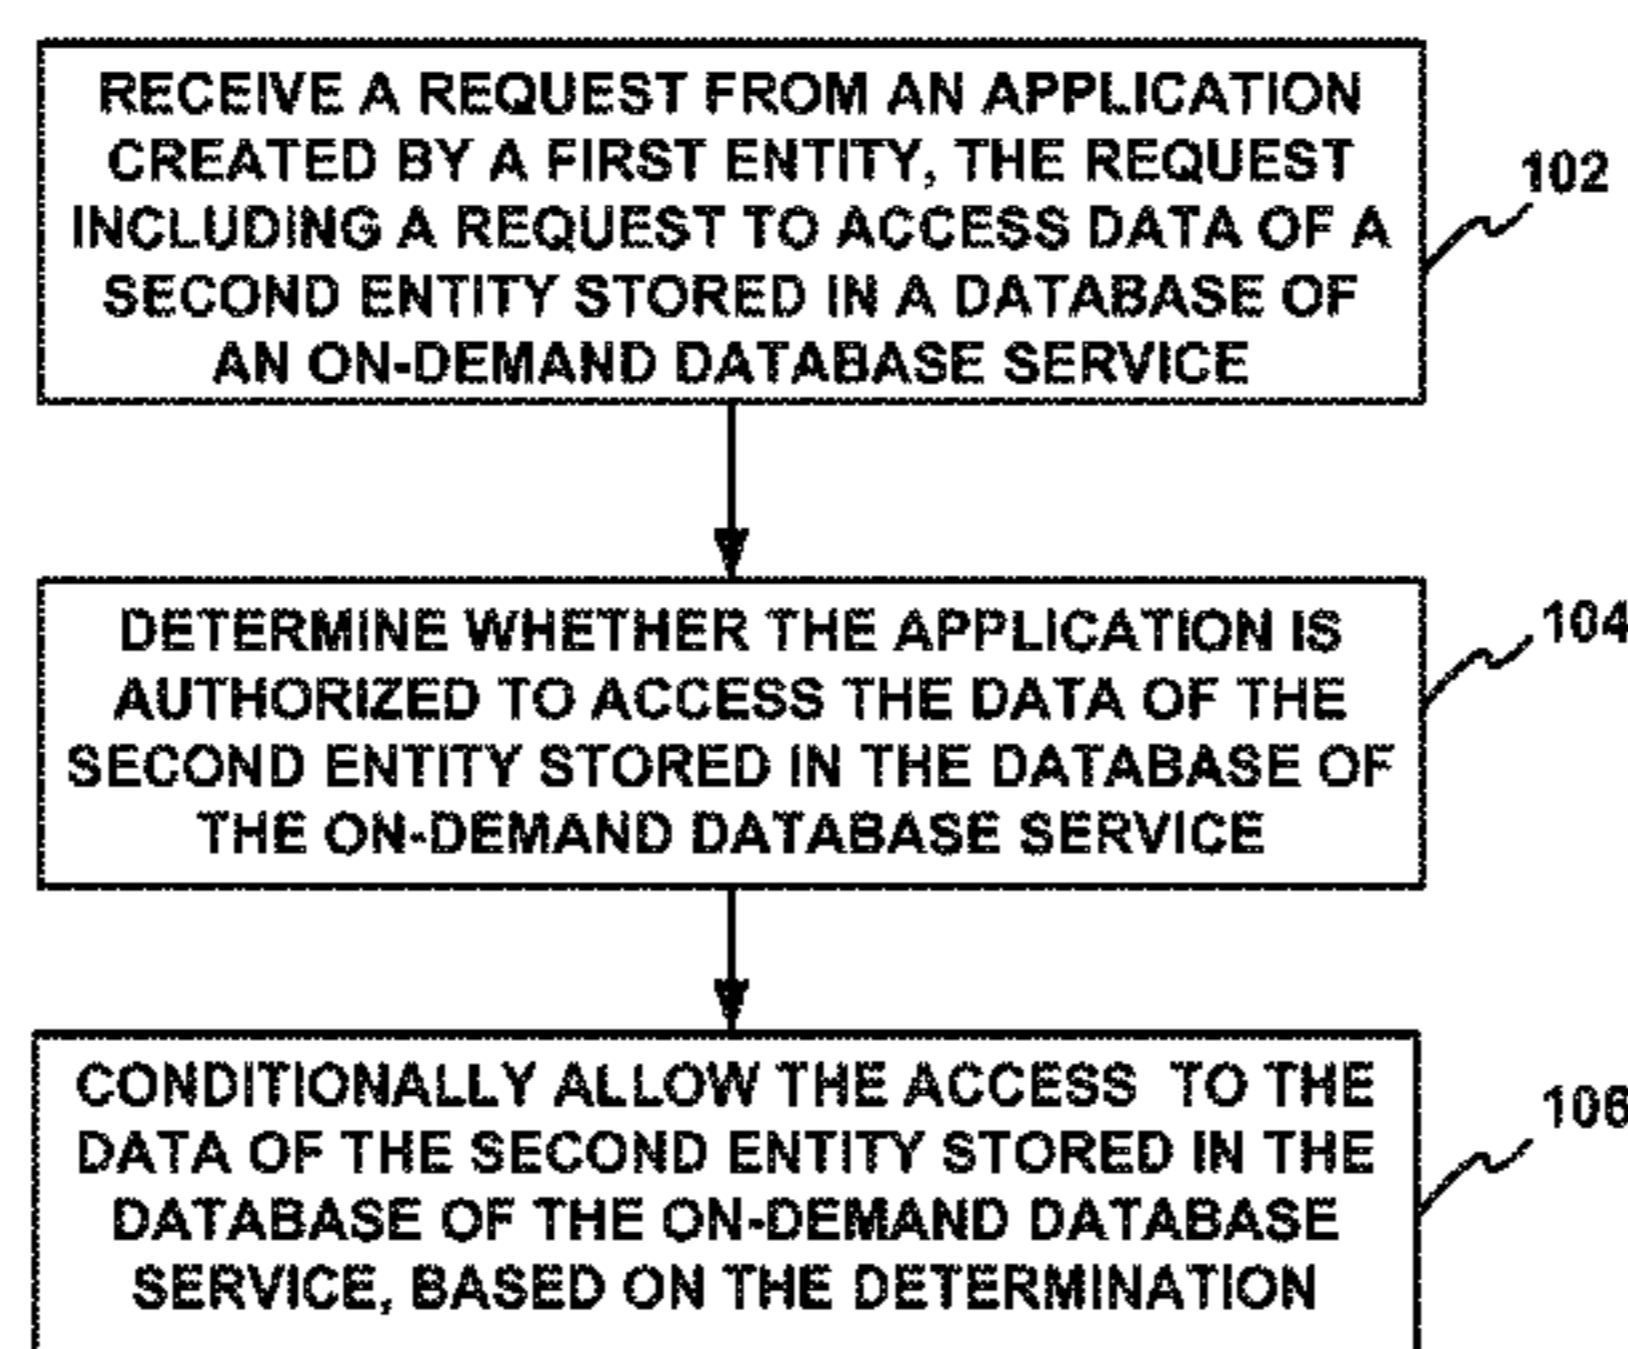 RECEIVE A REQUEST FROM AN APPLICATION
CREATED BY A FIRST ENTITY, THE REQUEST
INCLUDING A REQUEST TO ACCESS DATA OF A
SECOND ENTITY STORED IN A DATABASE OF
AN ON-DEMAND DATABASE SERVICE
102
DETERMINE WHETHER THE APPLICATION IS
AUTHORIZED TO ACCESS THE DATA OF THE
SECOND ENTITY STORED IN THE DATABASE OF
THE ON-DEMAND DATABASE SERVICE
104
CONDITIONALLY ALLOW THE ACCESS TO THE
DATA OF THE SECOND ENTITY STORED IN THE
DATABASE OF THE ON-DEMAND DATABASE
SERVICE, BASED ON THE DETERMINATION
106